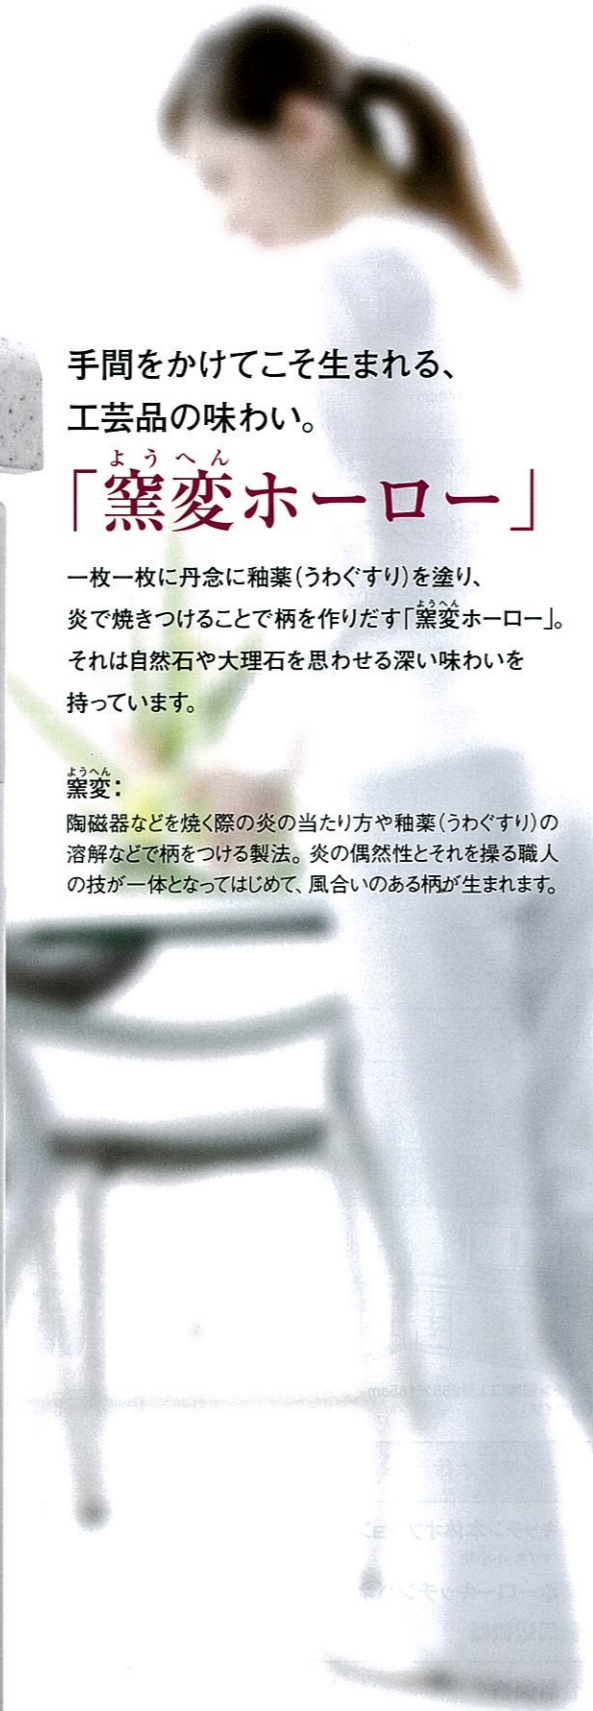 手間をかけてこそ生まれる、
工芸品の味わい。
ようへん
「窯変ホーロー」
一枚一枚に丹念に釉薬（うわぐすり）を塗り、
ようへん
炎で焼きつけることで柄を作りだす「窯変ホーロー」。
それは自然石や大理石を思わせる深い味わいを
持っています。
ようへん
窯変：
陶磁器などを焼く際の炎の当たり方や釉薬（うわぐすり）の
溶解などで柄をつける製法。炎の偶然性とそれを操る職人
の技が一体となってはじめて、風合いのある柄が生まれます。